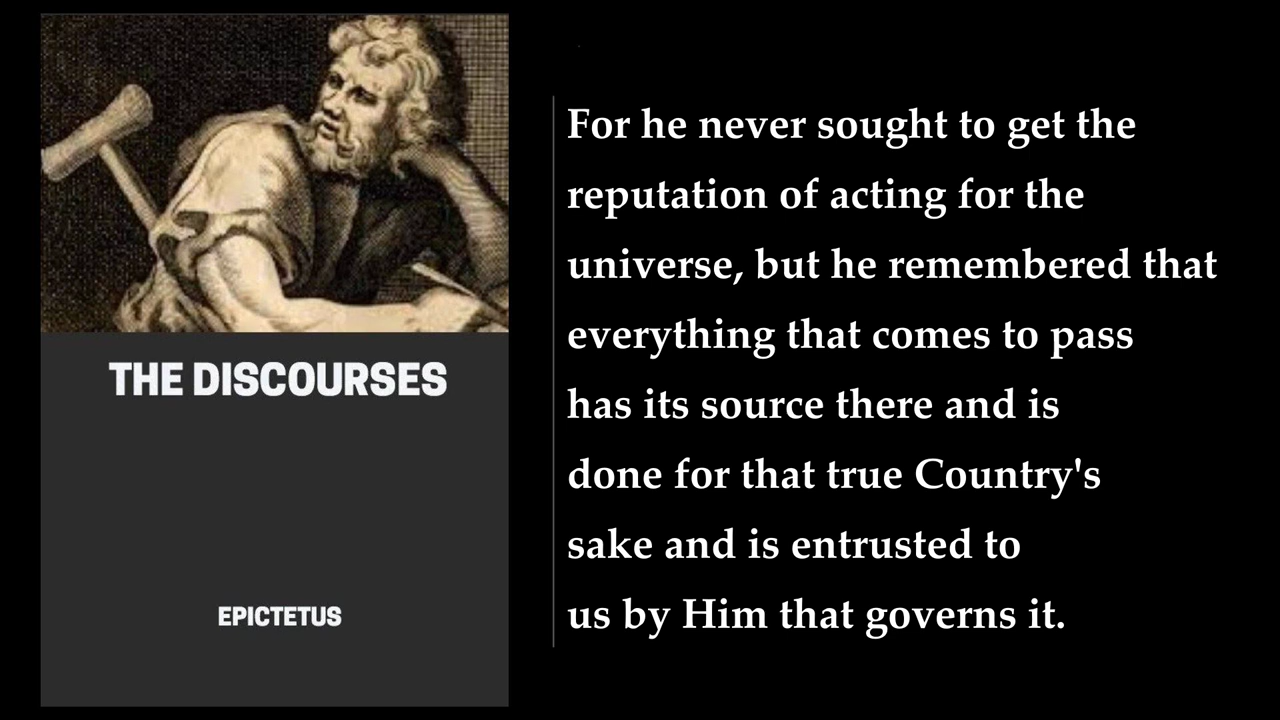 THE DISCOURSES
EPICTETUS
For he never sought to get the
reputation of acting for the
universe, but he remembered that
everything that comes to pass
has its source there and is
done for that true Country's
sake and is entrusted to
us by Him that governs it.